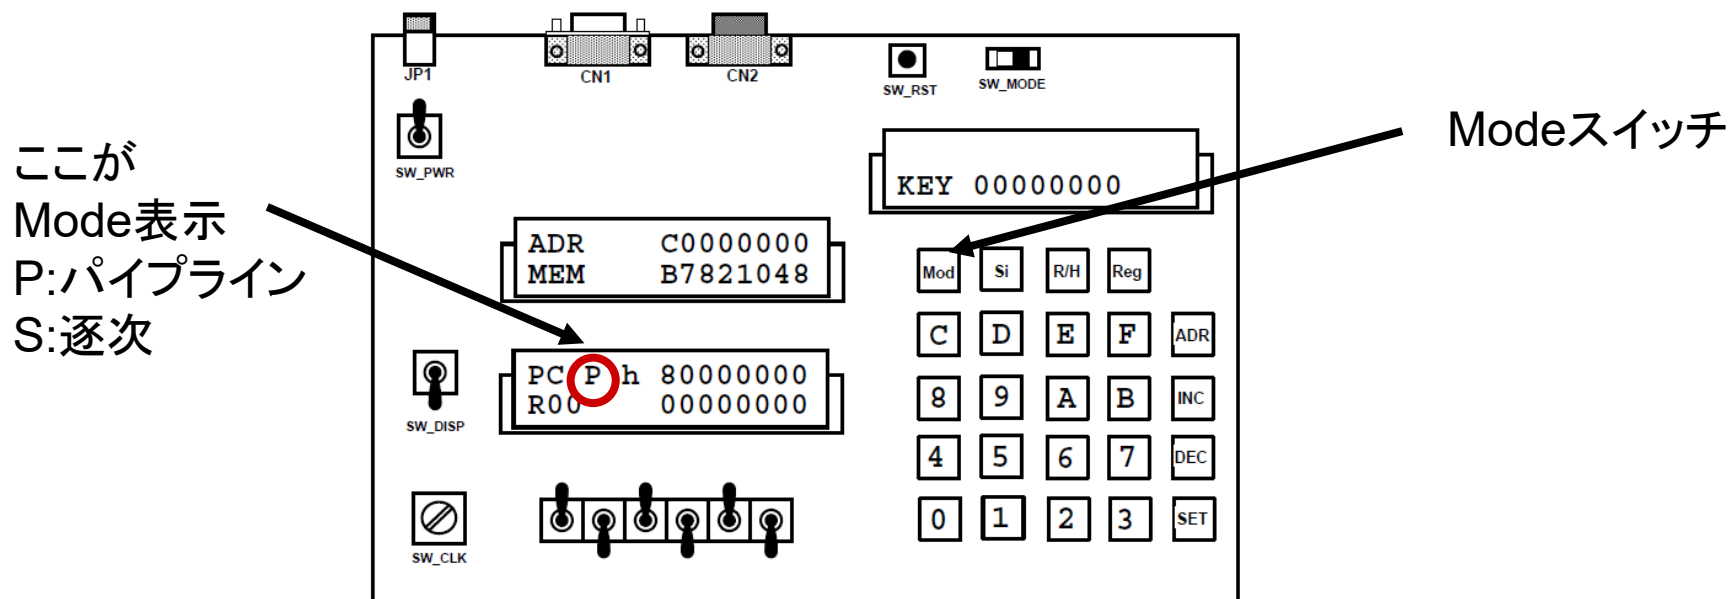 JP1
CN1
CN2
SW_RST
SW_MODE
SW_PWR
Modeスイッチ
ここが
Mode表示
P:パイプライン
S:逐次
KEY 00000000
ADR C0000000
MEM B7821048
PC P h 80000000
R00 00000000
SW_DISP
SW_CLK
Mod Si R/H Reg
C D E F ADR
8 9 A B INC
4 5 6 7 DEC
0 1 2 3 SET